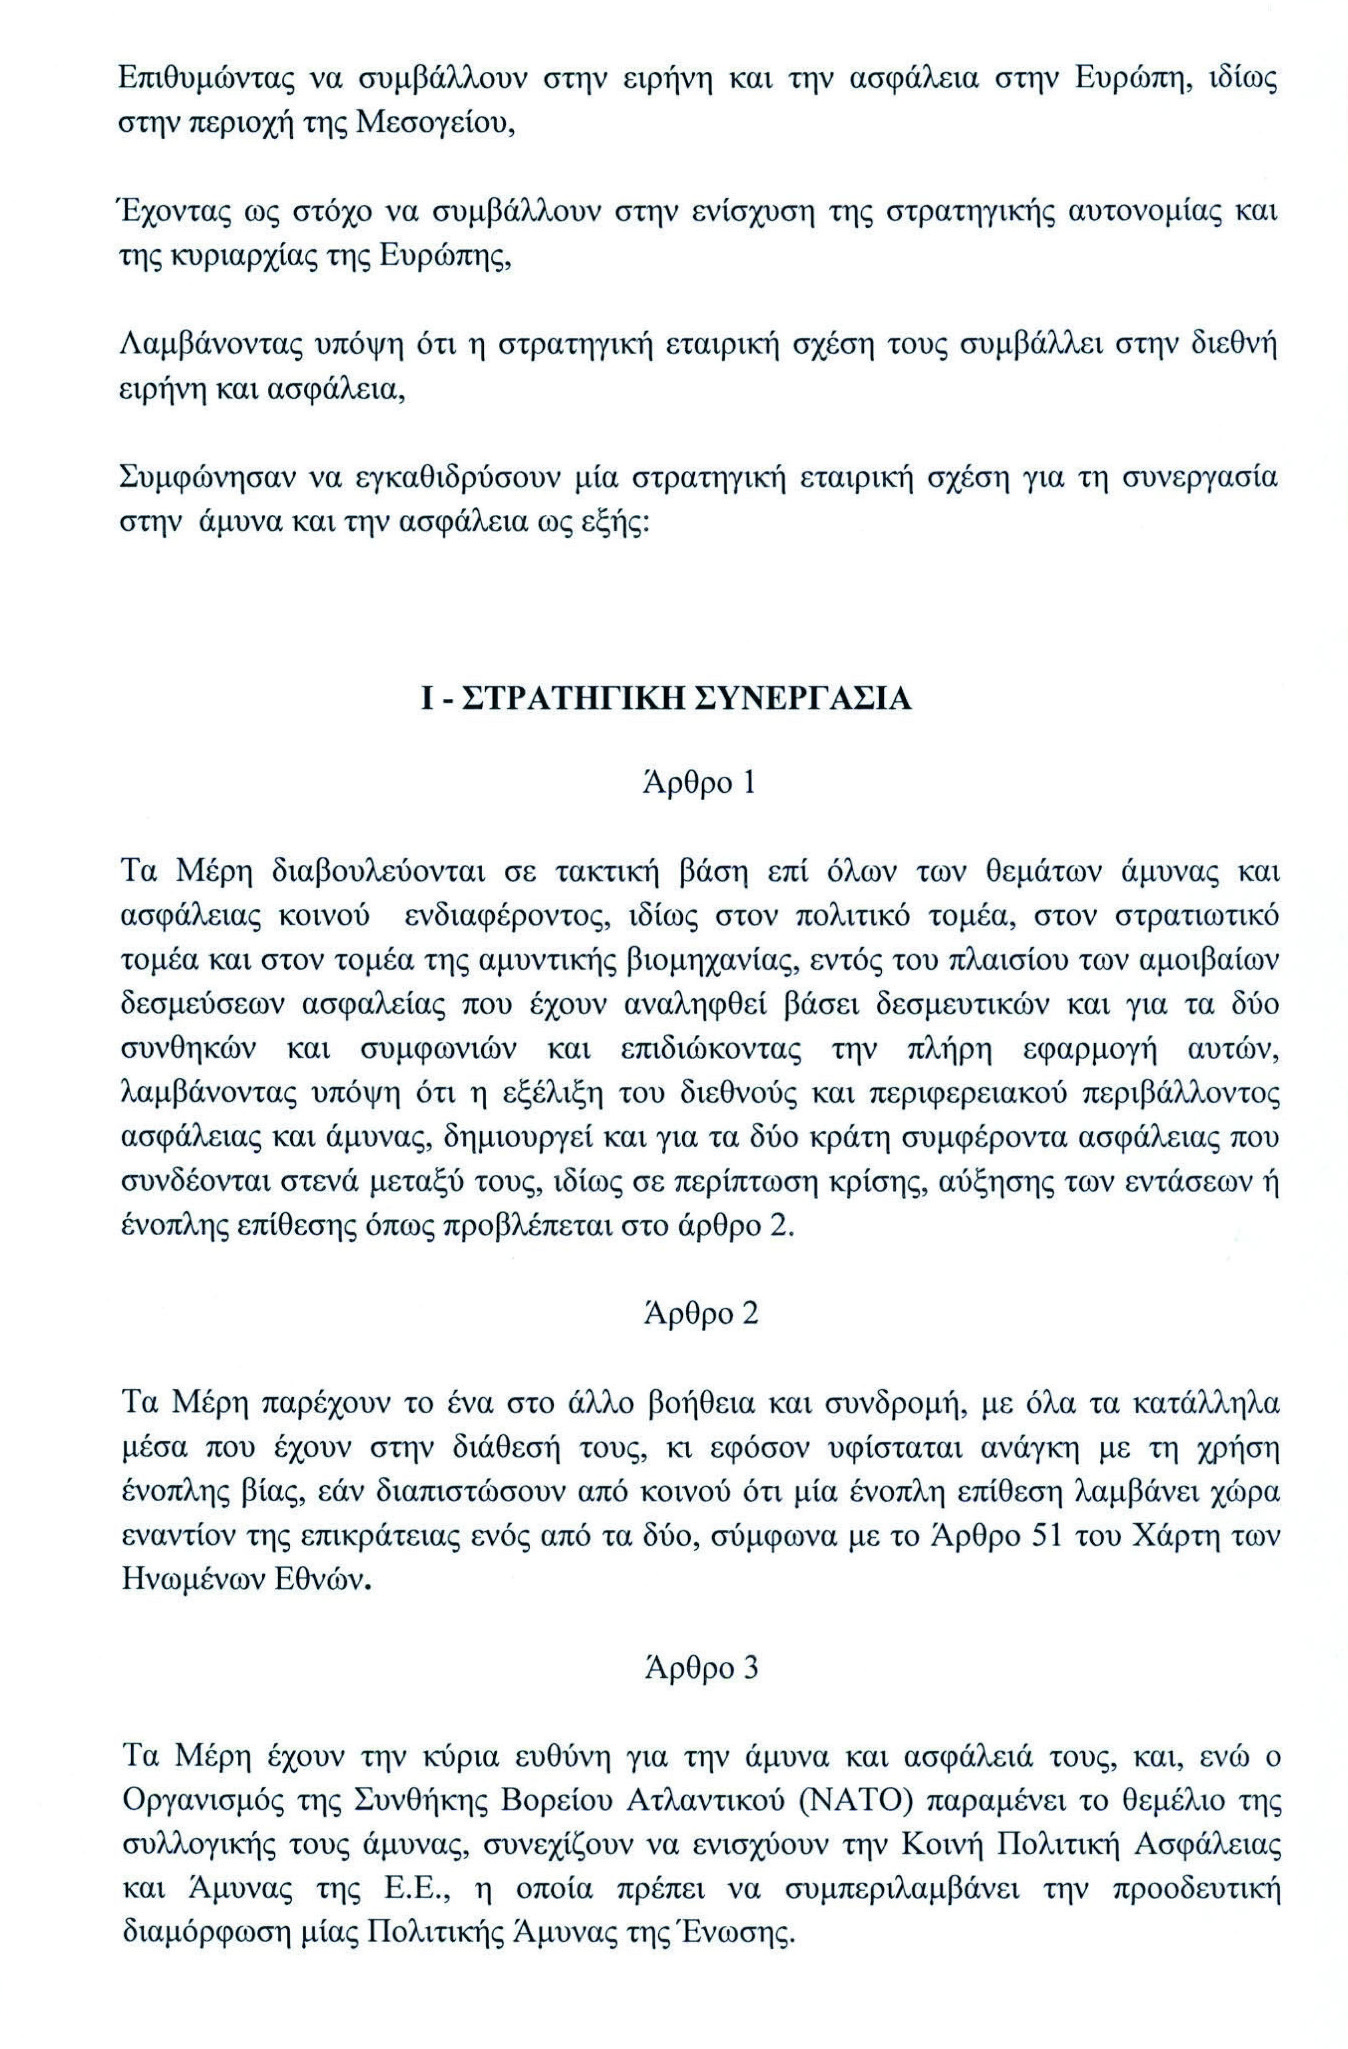 Επιθυμώντας να συμβάλλουν στην ειρήνη και την ασφάλεια στην Ευρώπη, ιδίως
στην περιοχή της Μεσογείου,
Έχοντας ως στόχο να συμβάλλουν στην ενίσχυση της στρατηγικής αυτονομίας και
της κυριαρχίας της Ευρώπης,
Λαμβάνοντας υπόψη ότι η στρατηγική εταιρική σχέση τους συμβάλλει στην διεθνή
ειρήνη και ασφάλεια,
Συμφώνησαν να εγκαθιδρύσουν μία στρατηγική εταιρική σχέση για τη συνεργασία
στην άμυνα και την ασφάλεια ως εξής:
Ι - ΣΤΡΑΤΗΓΙΚΗ ΣΥΝΕΡΓΑΣΙΑ
Άρθρο 1
Τα Μέρη διαβουλεύονται σε τακτική βάση επί όλων των θεμάτων άμυνας και
ασφάλειας κοινού ενδιαφέροντος, ιδίως στον πολιτικό τομέα, στον στρατιωτικό
τομέα και στον τομέα της αμυντικής βιομηχανίας, εντός του πλαισίου των αμοιβαίων
δεσμεύσεων ασφαλείας που έχουν αναληφθεί βάσει δεσμευτικών και για τα δύο
συνθηκών και συμφωνιών και επιδιώκοντας την πλήρη εφαρμογή αυτών,
λαμβάνοντας υπόψη ότι η εξέλιξη του διεθνούς και περιφερειακού περιβάλλοντος
ασφάλειας και άμυνας, δημιουργεί και για τα δύο κράτη συμφέροντα ασφάλειας που
συνδέονται στενά μεταξύ τους, ιδίως σε περίπτωση κρίσης, αύξησης των εντάσεων ή
ένοπλης επίθεσης όπως προβλέπεται στο άρθρο 2.
Άρθρο 2
Τα Μέρη παρέχουν το ένα στο άλλο βοήθεια και συνδρομή, με όλα τα κατάλληλα
μέσα που έχουν στην διάθεσή τους, κι εφόσον υφίσταται ανάγκη με τη χρήση
ένοπλης βίας, εάν διαπιστώσουν από κοινού ότι μία ένοπλη επίθεση λαμβάνει χώρα
εναντίον της επικράτειας ενός από τα δύο, σύμφωνα με το Άρθρο 51 του Χάρτη των
Ηνωμένων Εθνών.
Άρθρο 3
Τα Μέρη έχουν την κύρια ευθύνη για την άμυνα και ασφάλειά τους, και, ενώ ο
Οργανισμός της Συνθήκης Βορείου Ατλαντικού (ΝΑΤΟ) παραμένει το θεμέλιο της
συλλογικής τους άμυνας, συνεχίζουν να ενισχύουν την Κοινή Πολιτική Ασφάλειας
και Άμυνας της Ε.Ε., η οποία πρέπει να συμπεριλαμβάνει την προοδευτική
διαμόρφωση μίας Πολιτικής Άμυνας της Ένωσης.